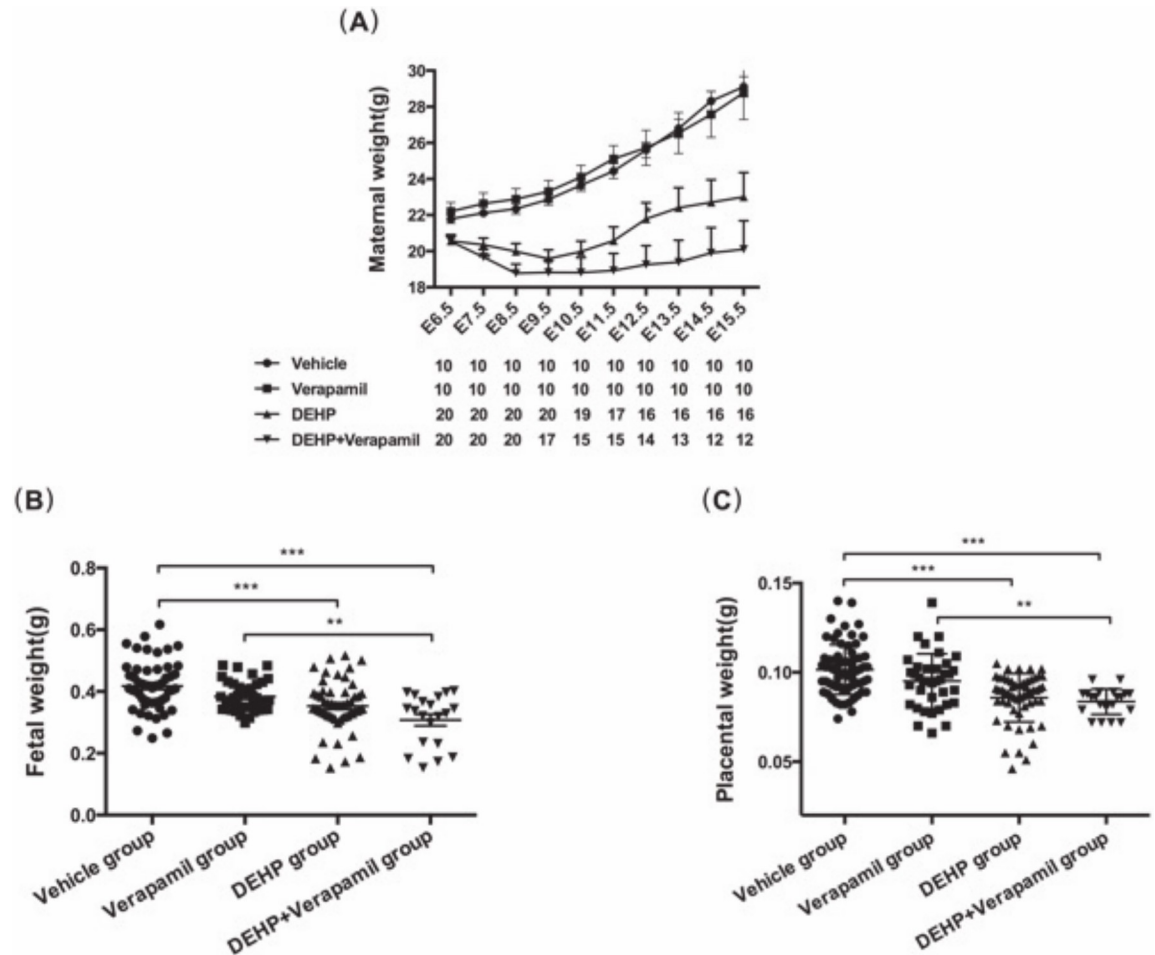 (A)
Maternal weight(g)
30
28
26
24
22
20
18
E6.5 E7.5 E8.5 E9.5 E10.5 E11.5 E12.5 E13.5 E14.5 E15.5
Vehicle 10 10 10 10 10 10 10 10 10 10
Verapamil 10 10 10 10 10 10 10 10 10 10
DEHP 20 20 20 20 19 17 16 16 16 16
DEHP+Verapamil 20 20 20 17 15 15 14 13 12 12
(B)
Fetal weight(g)
0.8
0.6
0.4
0.2
0.0
***
***
**
Vehicle group
Verapamil group
DEHP group
DEHP+Verapamil group
(C)
Placental weight(g)
0.15
0.10
0.05
***
***
**
Vehicle group
Verapamil group
DEHP group
DEHP+Verapamil group